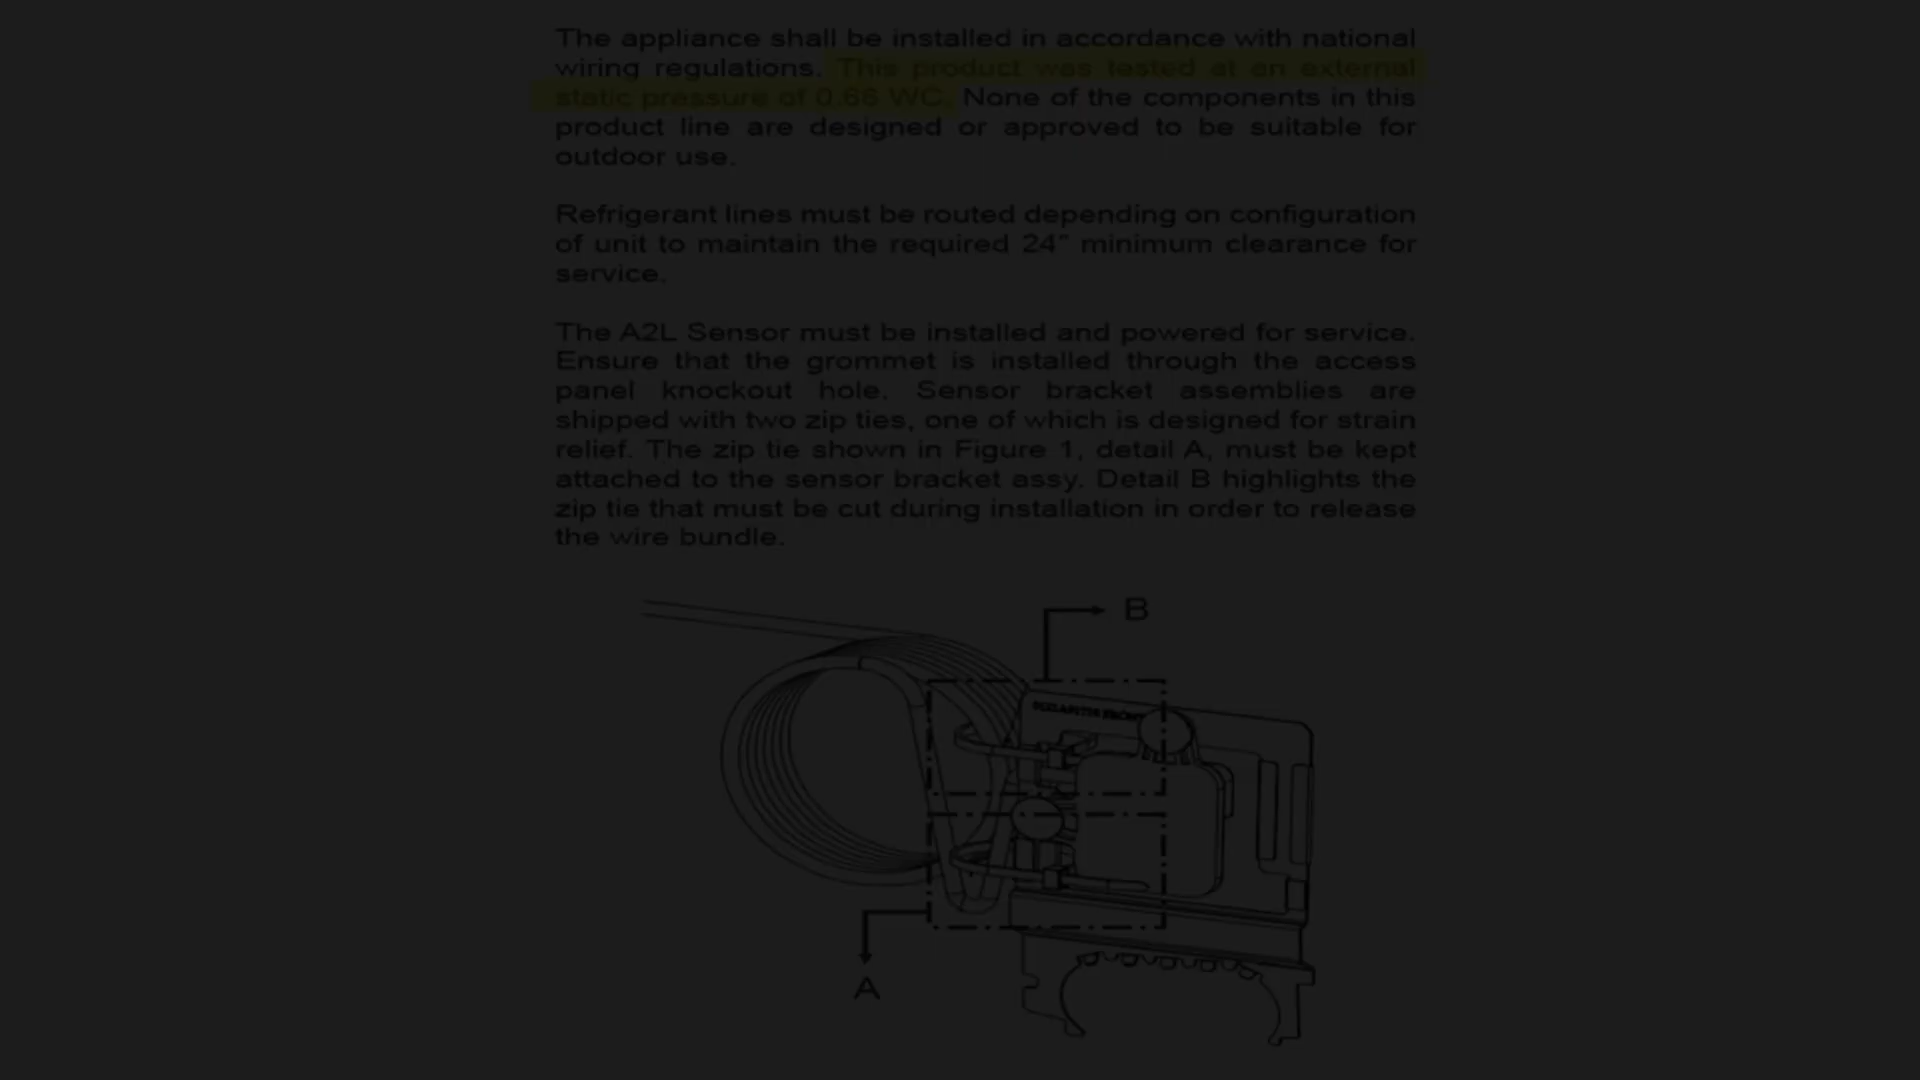 The appliance shall be installed in accordance with national
wiring regulations. This product was tested at an external
static pressure of 0.66 WC. None of the components in this
product line are designed or approved to be suitable for
outdoor use.
Refrigerant lines must be routed depending on configuration
of unit to maintain the required 24" minimum clearance for
service.
The A2L Sensor must be installed and powered for service.
Ensure that the grommet is installed through the access
panel knockout hole. Sensor bracket assemblies are
shipped with two zip ties, one of which is designed for strain
relief. The zip tie shown in Figure 1, detail A, must be kept
attached to the sensor bracket assy. Detail B highlights the
zip tie that must be cut during installation in order to release
the wire bundle.
B
A